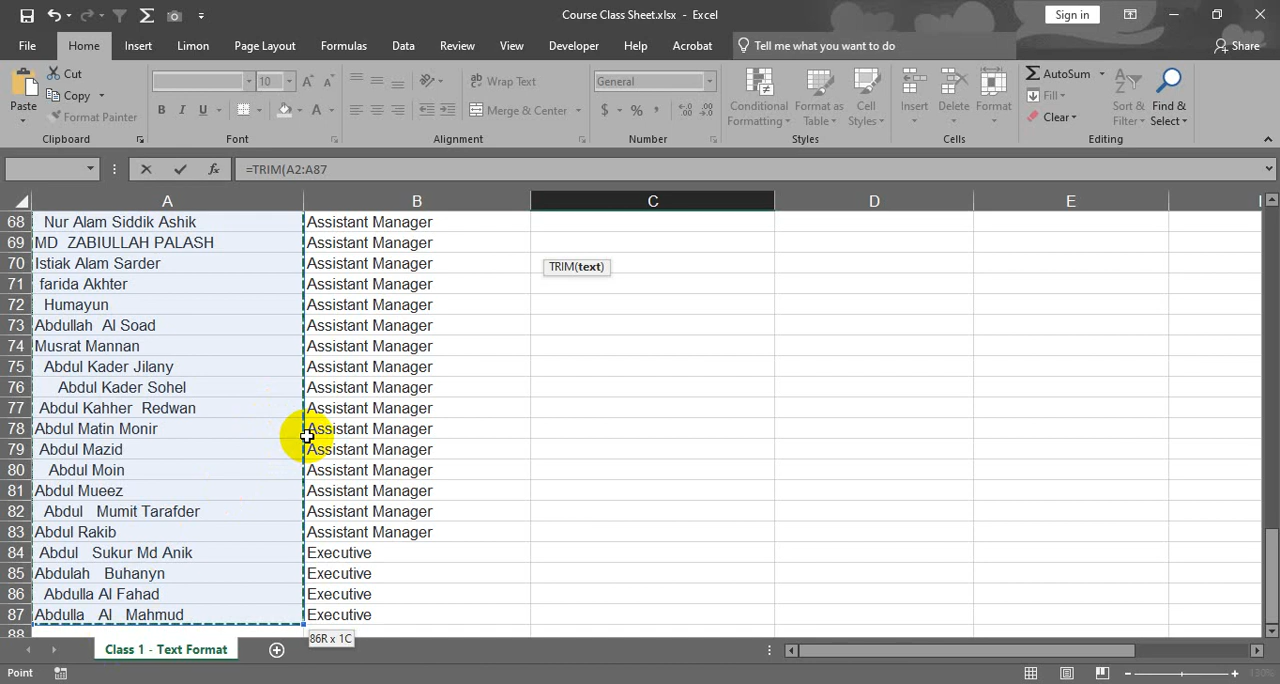 Course Class Sheet.xlsx - Excel
Sign in
File Home Insert Limon Page Layout Formulas Data Review View Developer Help Acrobat Tell me what you want to do Share
Paste
Cut
Copy
Format Painter
Clipboard
10
B I U A
Font
Wrap Text
Merge & Center
Alignment
General
$ % ,
Number
Conditional Formatting
Format as Table
Cell Styles
Styles
Insert
Delete
Format
Cells
AutoSum
Fill
Clear
Sort & Filter
Find & Select
Editing
=TRIM(A2:A87
A B C D E
68 Nur Alam Siddik Ashik Assistant Manager
69 MD  ZABIULLAH PALASH Assistant Manager
70 Istiak Alam Sarder Assistant Manager TRIM(text)
71 farida Akhter Assistant Manager
72 Humayun Assistant Manager
73 Abdullah  Al Soad Assistant Manager
74 Musrat Mannan Assistant Manager
75 Abdul Kader Jilany Assistant Manager
76 Abdul Kader Sohel Assistant Manager
77 Abdul Kahher  Redwan Assistant Manager
78 Abdul Matin Monir Assistant Manager
79 Abdul Mazid Assistant Manager
80 Abdul Moin Assistant Manager
81 Abdul Mueez Assistant Manager
82 Abdul   Mumit Tarafder Assistant Manager
83 Abdul Rakib Assistant Manager
84 Abdul   Sukur Md Anik Executive
85 Abdulah   Buhanyn Executive
86 Abdulla Al Fahad Executive
87 Abdulla   Al   Mahmud Executive
88
86R x 1C
Class 1 - Text Format
Point
130%